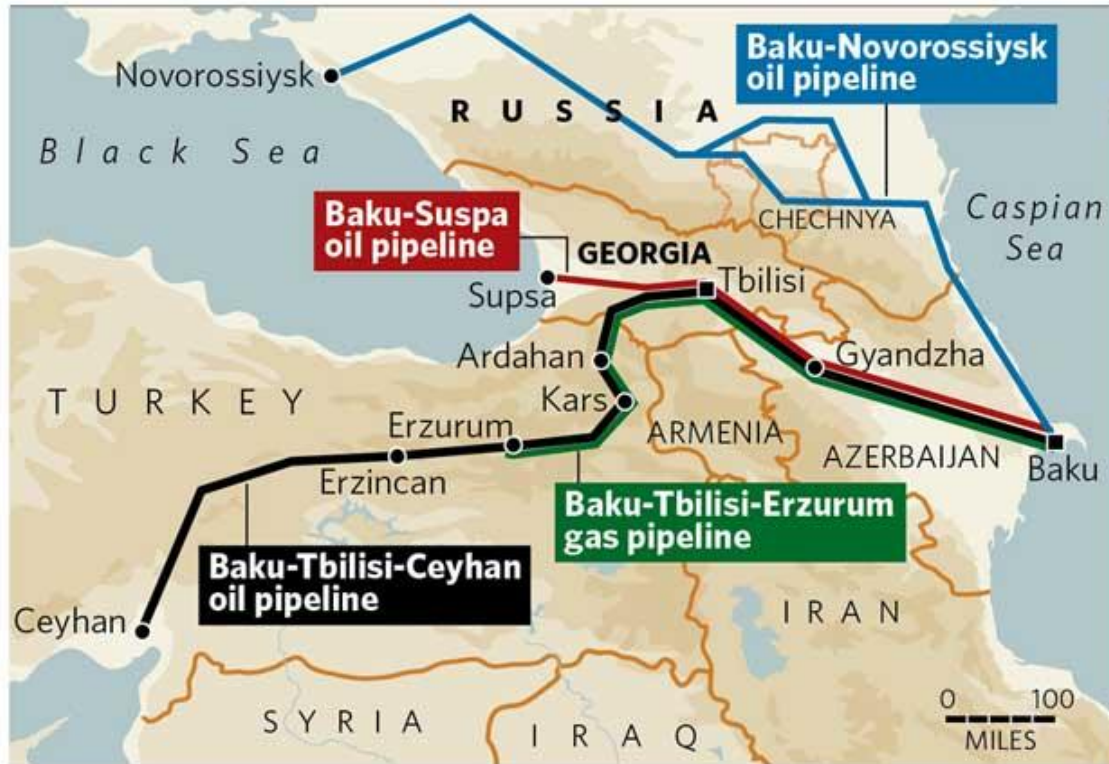 Baku-Novorossiysk
oil pipeline
Novorossiysk
RUSSIA
Black Sea
Baku-Suspa
oil pipeline
CHECHNYA
Caspian
Sea
GEORGIA
Tbilisi
Supsa
Ardahan
Gyandzha
TURKEY
Kars
Erzurum
ARMENIA
AZERBAIJAN
Baku
Erzincan
Baku-Tbilisi-Erzurum
gas pipeline
Baku-Tbilisi-Ceyhan
oil pipeline
Ceyhan
IRAN
SYRIA
IRAQ
0 100
MILES